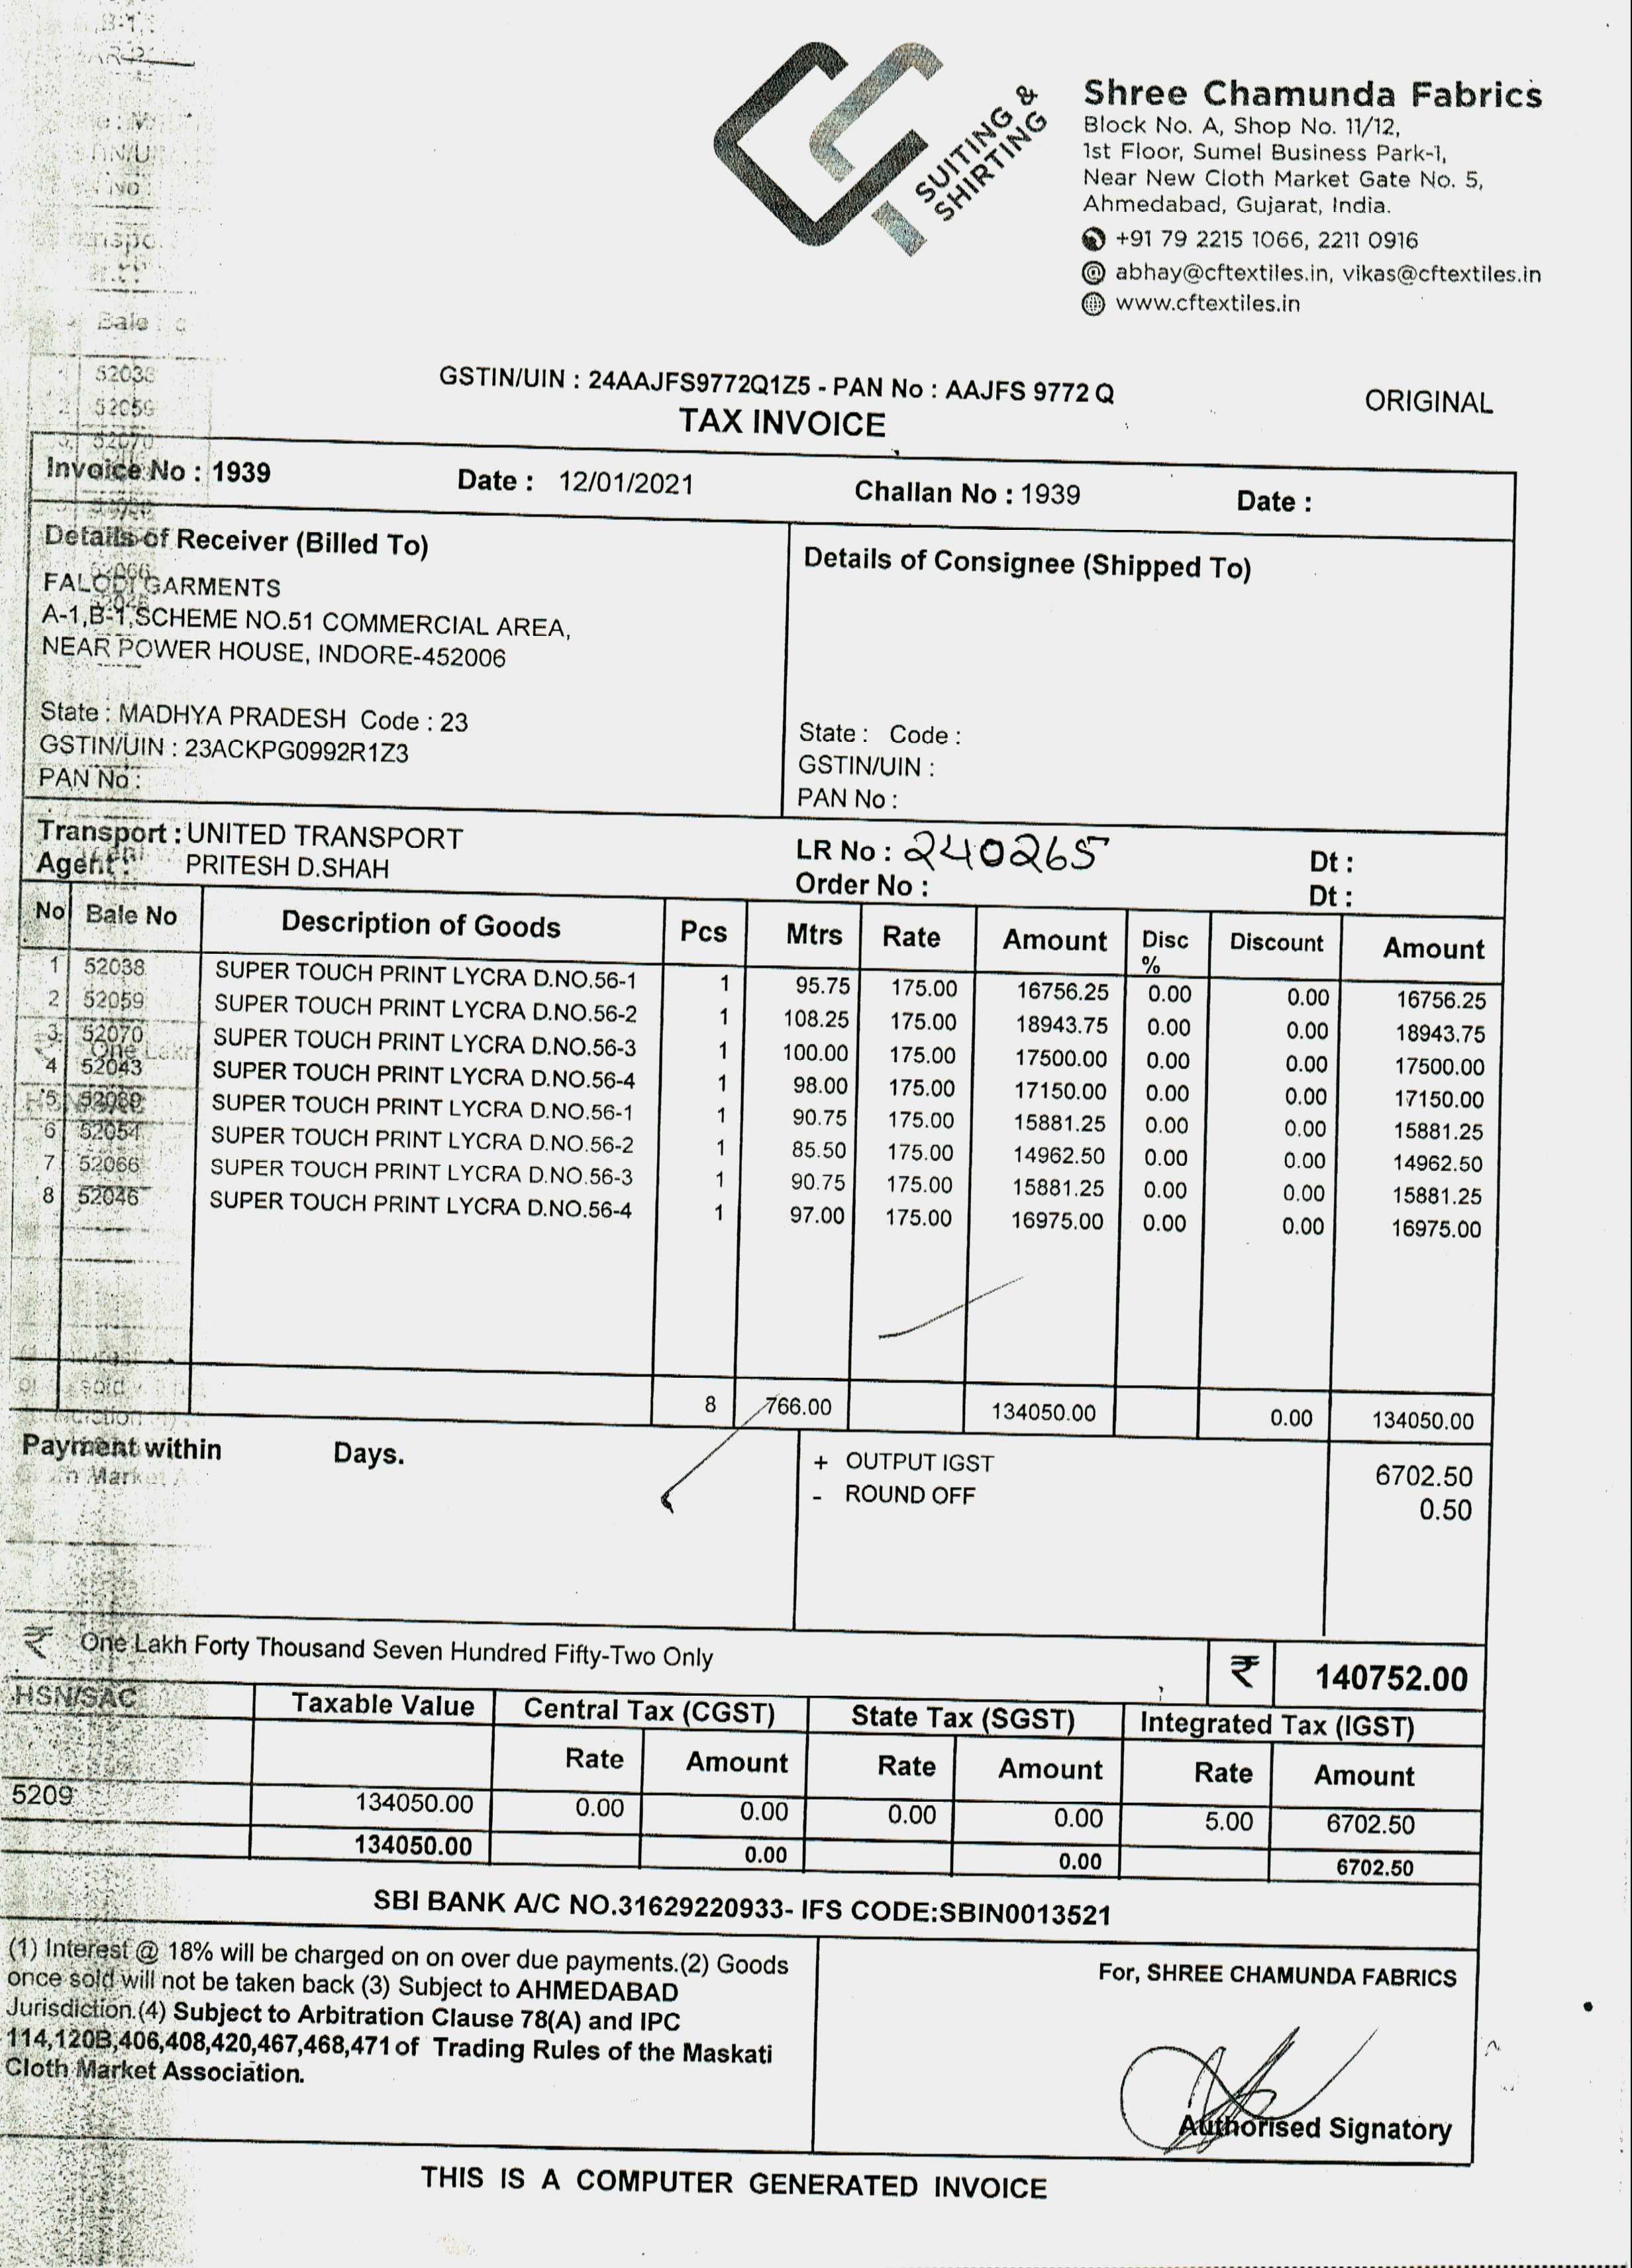 SUITING &
SHIRTING
Shree Chamunda Fabrics
Block No. A, Shop No. 11/12,
1st Floor, Sumel Business Park-1,
Near New Cloth Market Gate No. 5,
Ahmedabad, Gujarat, India.
+91 79 2215 1066, 2211 0916
abhay@cftextiles.in, vikas@cftextiles.in
www.cftextiles.in
GSTIN/UIN : 24AAJFS9772Q1Z5 - PAN No : AAJFS 9772 Q
ORIGINAL
TAX INVOICE
Invoice No : 1939 Date : 12/01/2021 Challan No : 1939 Date :
Details of Receiver (Billed To)
FALODI GARMENTS
A-1,B-1,SCHEME NO.51 COMMERCIAL AREA,
NEAR POWER HOUSE, INDORE-452006
State : MADHYA PRADESH Code : 23
GSTIN/UIN : 23ACKPG0992R1Z3
PAN No :
Details of Consignee (Shipped To)
State : Code :
GSTIN/UIN :
PAN No :
Transport : UNITED TRANSPORT LR No : 240265 Dt :
Agent : PRITESH D.SHAH Order No : Dt :
No Bale No Description of Goods Pcs Mtrs Rate Amount Disc % Discount Amount
1 52038 SUPER TOUCH PRINT LYCRA D.NO.56-1 1 95.75 175.00 16756.25 0.00 0.00 16756.25
2 52059 SUPER TOUCH PRINT LYCRA D.NO.56-2 1 108.25 175.00 18943.75 0.00 0.00 18943.75
3 52070 SUPER TOUCH PRINT LYCRA D.NO.56-3 1 100.00 175.00 17500.00 0.00 0.00 17500.00
4 52043 SUPER TOUCH PRINT LYCRA D.NO.56-4 1 98.00 175.00 17150.00 0.00 0.00 17150.00
5 SUPER TOUCH PRINT LYCRA D.NO.56-1 1 90.75 175.00 15881.25 0.00 0.00 15881.25
6 52054 SUPER TOUCH PRINT LYCRA D.NO.56-2 1 85.50 175.00 14962.50 0.00 0.00 14962.50
7 52066 SUPER TOUCH PRINT LYCRA D.NO.56-3 1 90.75 175.00 15881.25 0.00 0.00 15881.25
8 52046 SUPER TOUCH PRINT LYCRA D.NO.56-4 1 97.00 175.00 16975.00 0.00 0.00 16975.00
8 766.00 134050.00 0.00 134050.00
Payment within Days.
+ OUTPUT IGST 6702.50
- ROUND OFF 0.50
₹ One Lakh Forty Thousand Seven Hundred Fifty-Two Only ₹ 140752.00
HSN/SAC Taxable Value Central Tax (CGST) State Tax (SGST) Integrated Tax (IGST)
Rate Amount Rate Amount Rate Amount
5209 134050.00 0.00 0.00 0.00 0.00 5.00 6702.50
134050.00 0.00 0.00 6702.50
SBI BANK A/C NO.31629220933- IFS CODE:SBIN0013521
(1) Interest @ 18% will be charged on on over due payments.(2) Goods
once sold will not be taken back (3) Subject to AHMEDABAD
Jurisdiction.(4) Subject to Arbitration Clause 78(A) and IPC
114,120B,406,408,420,467,468,471 of Trading Rules of the Maskati
Cloth Market Association.
For, SHREE CHAMUNDA FABRICS
Authorised Signatory
THIS IS A COMPUTER GENERATED INVOICE